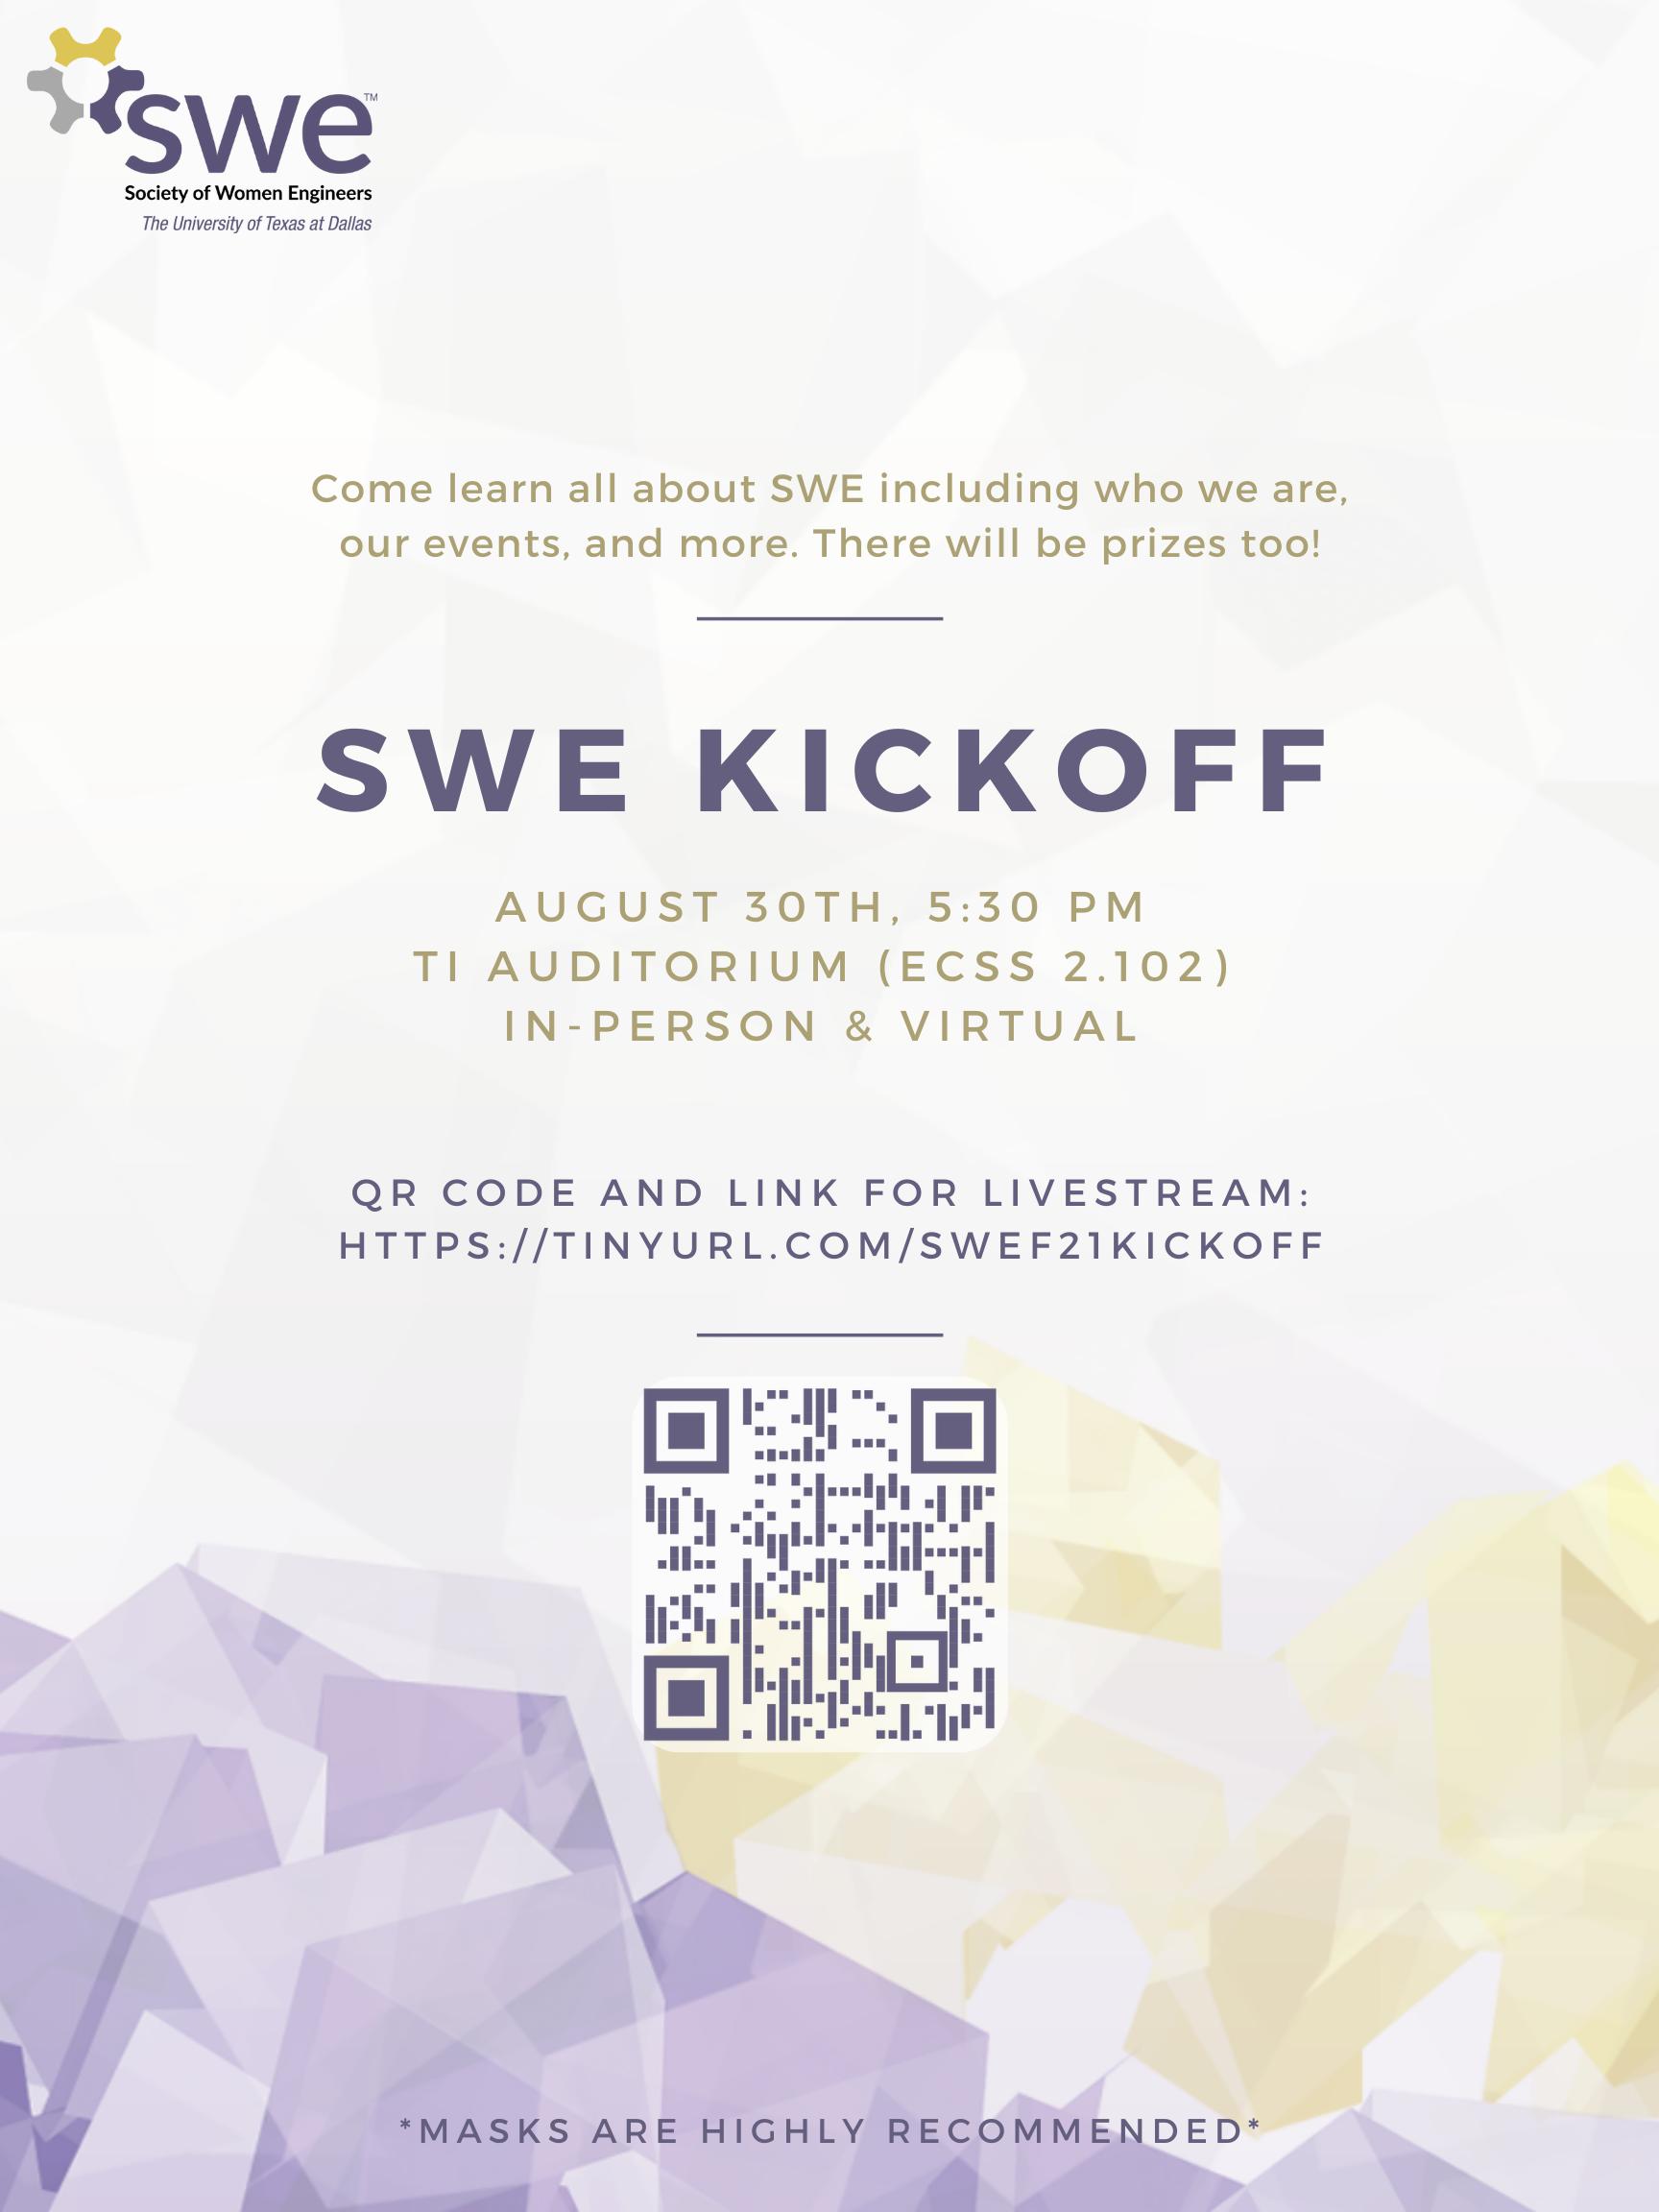 swe™
Society of Women Engineers
The University of Texas at Dallas
Come learn all about SWE including who we are,
our events, and more. There will be prizes too!
SWE KICKOFF
AUGUST 30TH, 5:30 PM
TI AUDITORIUM (ECSS 2.102)
IN-PERSON & VIRTUAL
QR CODE AND LINK FOR LIVESTREAM:
HTTPS://TINYURL.COM/SWEF21KICKOFF
*MASKS ARE HIGHLY RECOMMENDED*